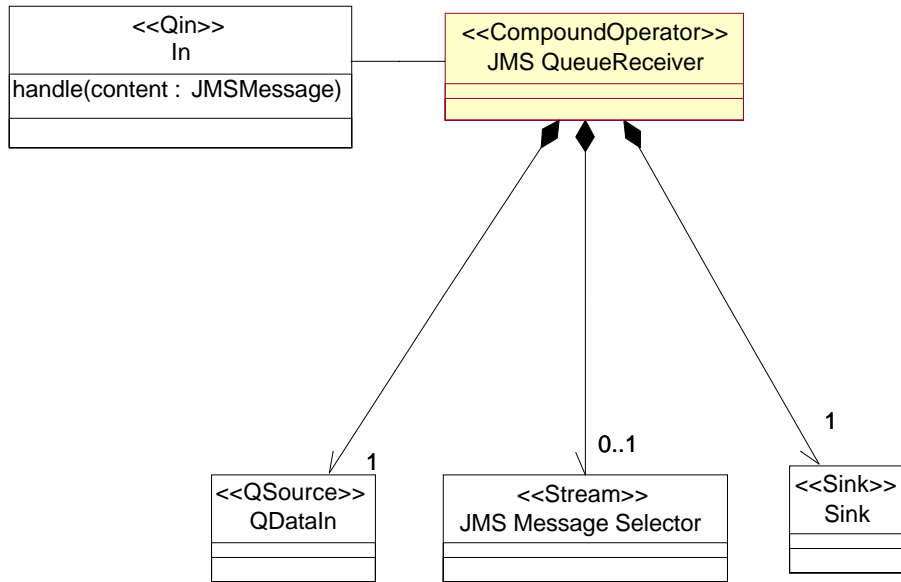 <<Qin>>
In
handle(content : JMSMessage)
<<CompoundOperator>>
JMS QueueReceiver
1
0..1
1
<<QSource>>
QDataIn
<<Stream>>
JMS Message Selector
<<Sink>>
Sink